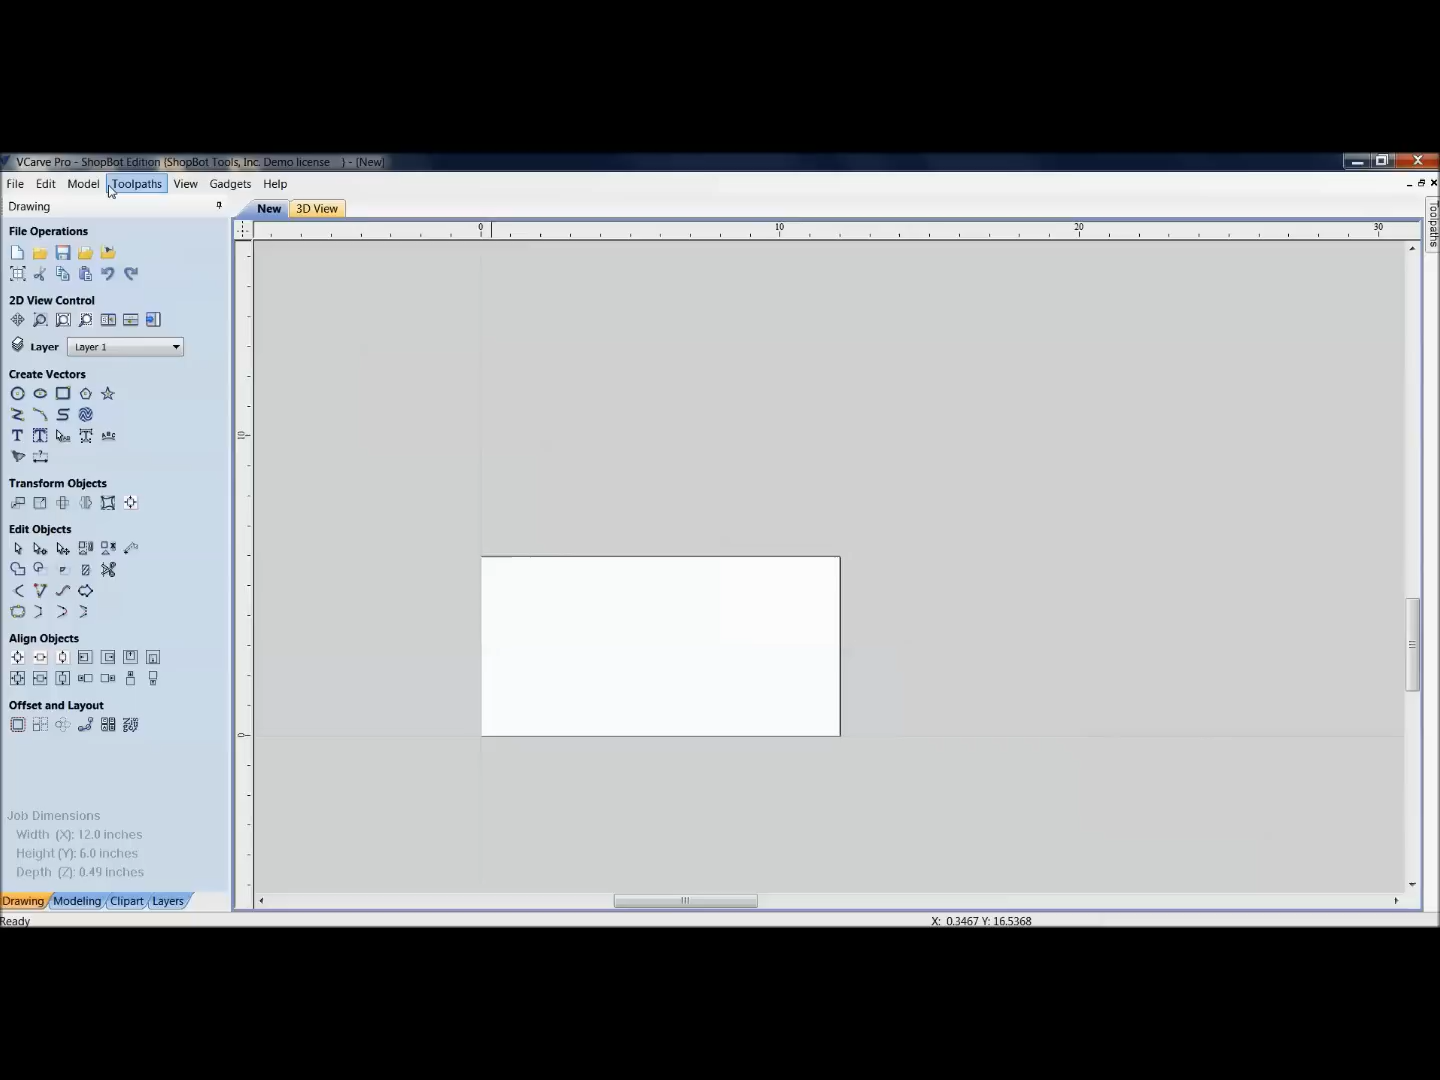 VCarve Pro - ShopBot Edition (ShopBot Tools, Inc. Demo license    ) - [New]
File Edit Model Toolpaths View Gadgets Help
Drawing
New 3D View
Toolpaths
File Operations
0 10 20 30
2D View Control
Layer Layer 1
Create Vectors
10
Transform Objects
Edit Objects
Align Objects
Offset and Layout
0
Job Dimensions
Width (X): 12.0 inches
Height (Y): 6.0 inches
Depth (Z): 0.49 inches
Drawing Modeling Clipart Layers
Ready
X: 0.3467 Y: 16.5368